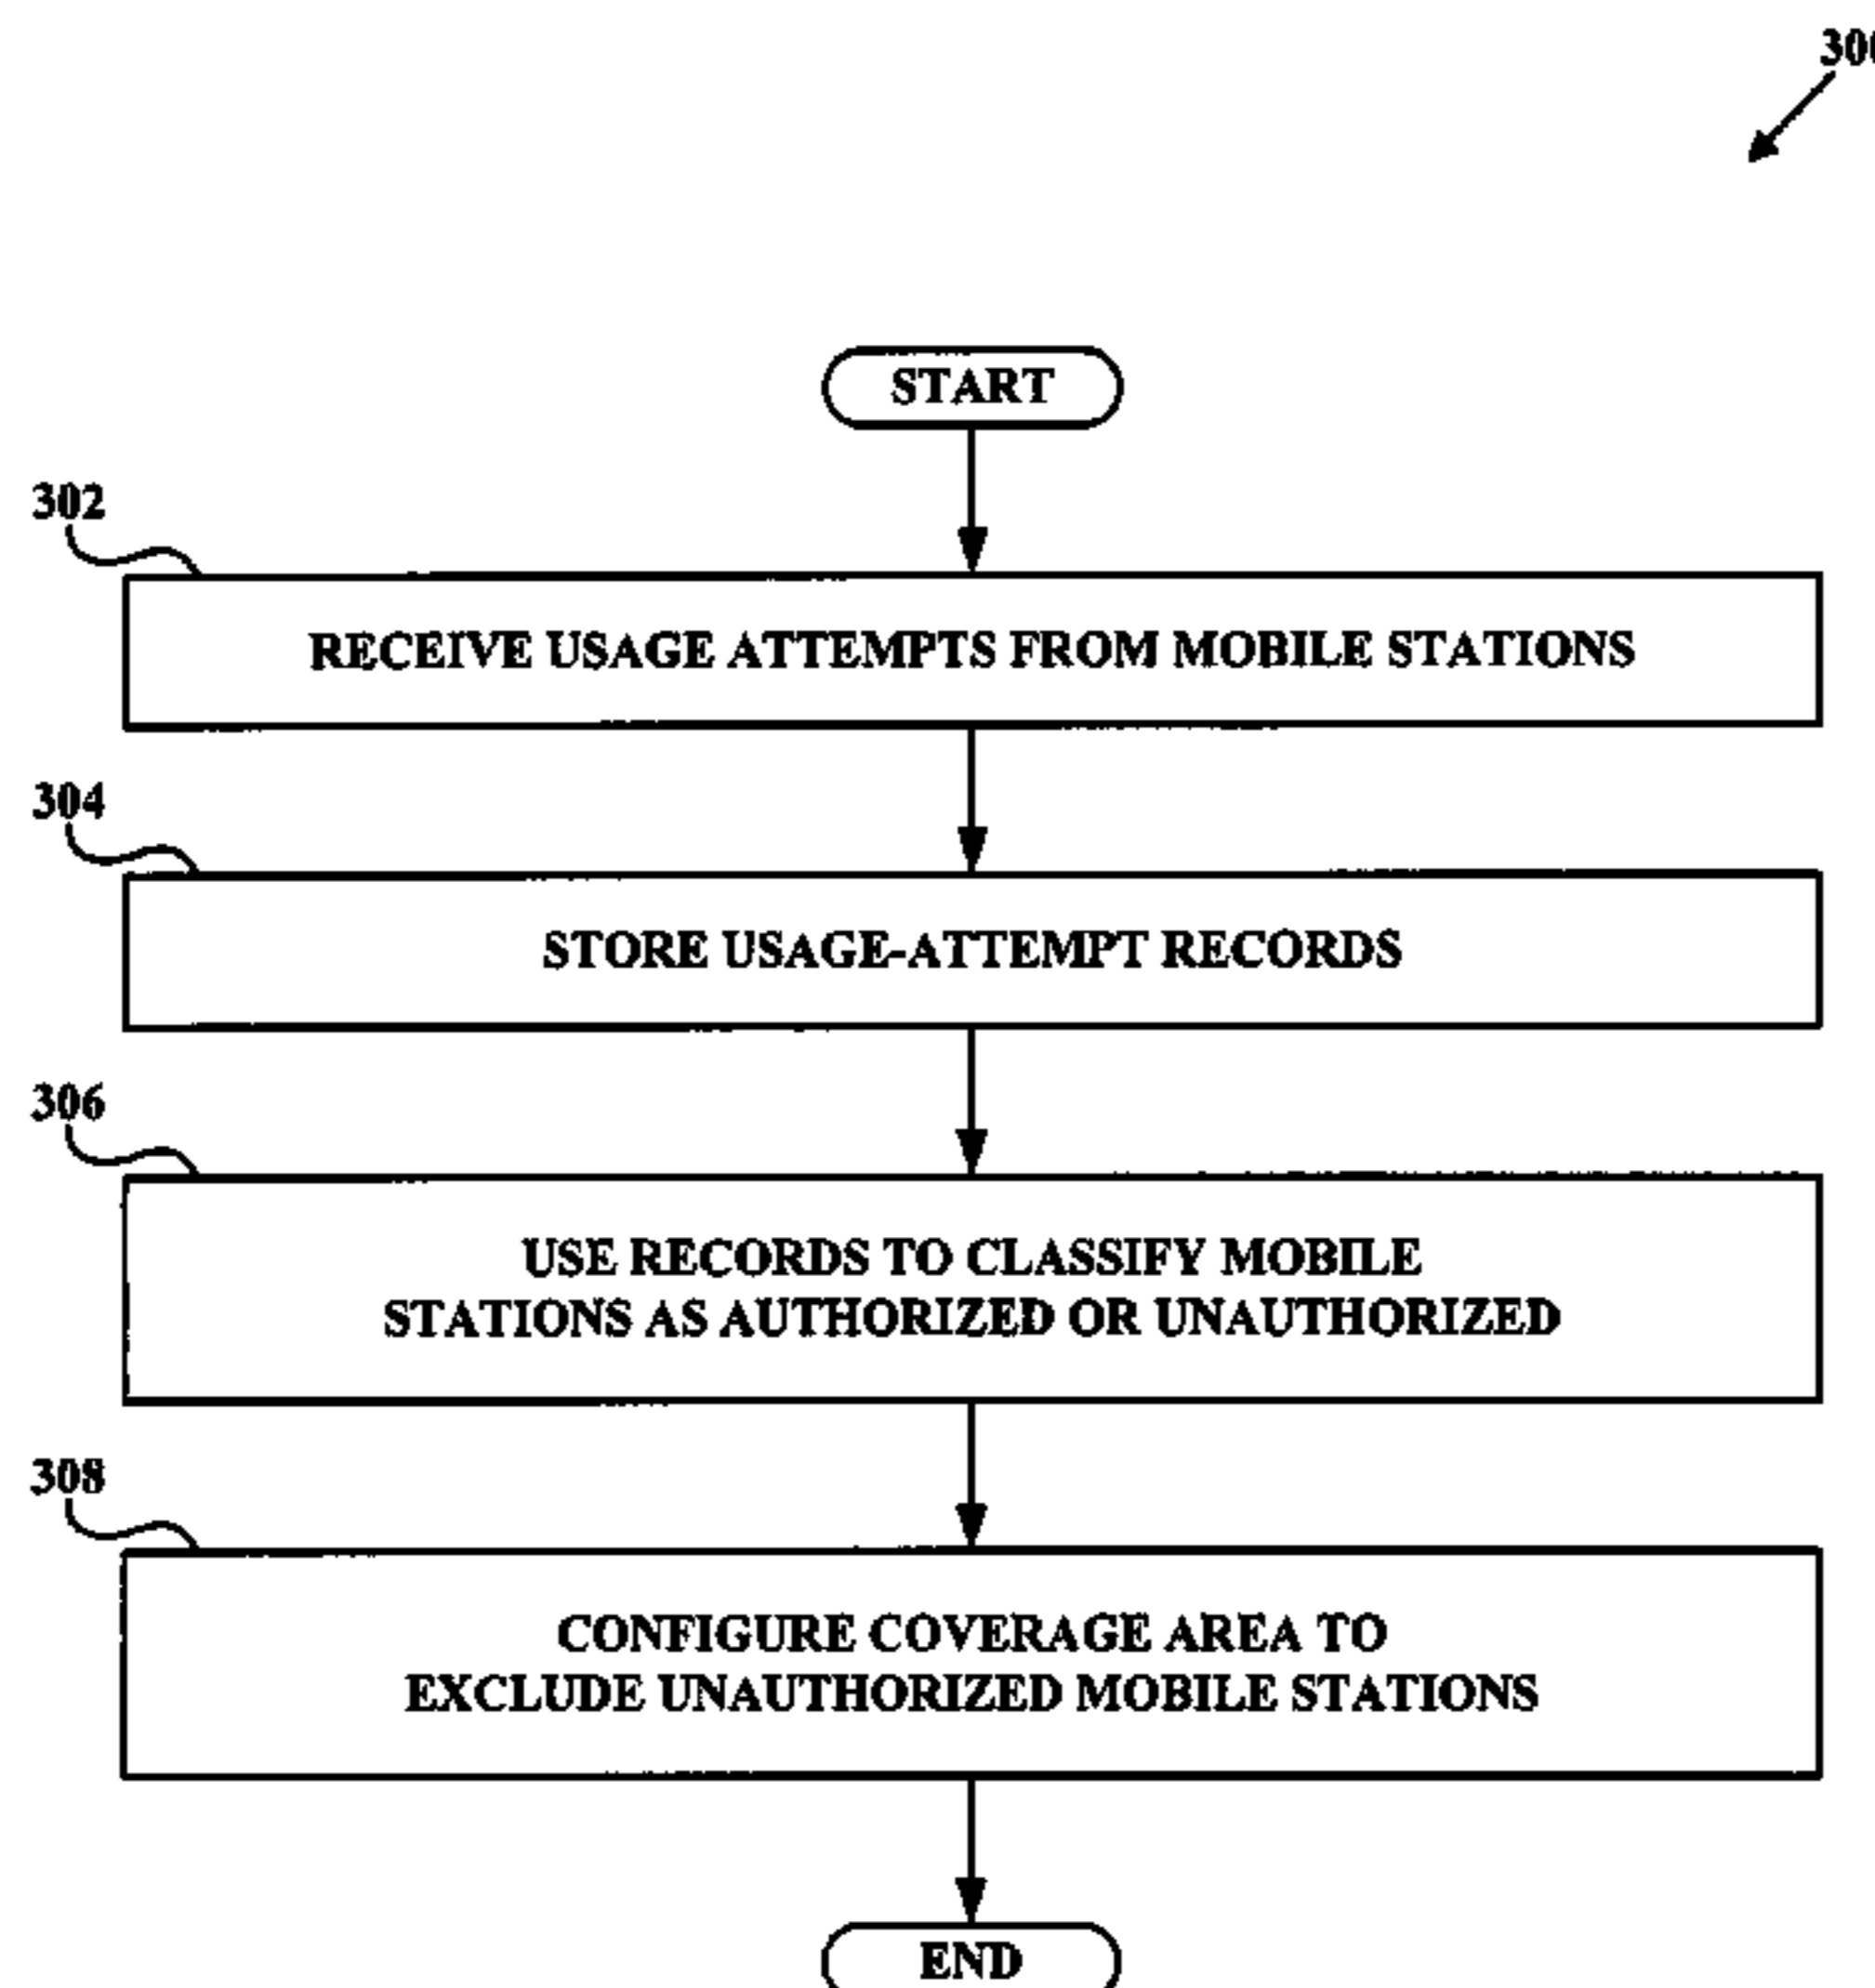 300
START
302
RECEIVE USAGE ATTEMPTS FROM MOBILE STATIONS
304
STORE USAGE-ATTEMPT RECORDS
306
USE RECORDS TO CLASSIFY MOBILE
STATIONS AS AUTHORIZED OR UNAUTHORIZED
308
CONFIGURE COVERAGE AREA TO
EXCLUDE UNAUTHORIZED MOBILE STATIONS
END